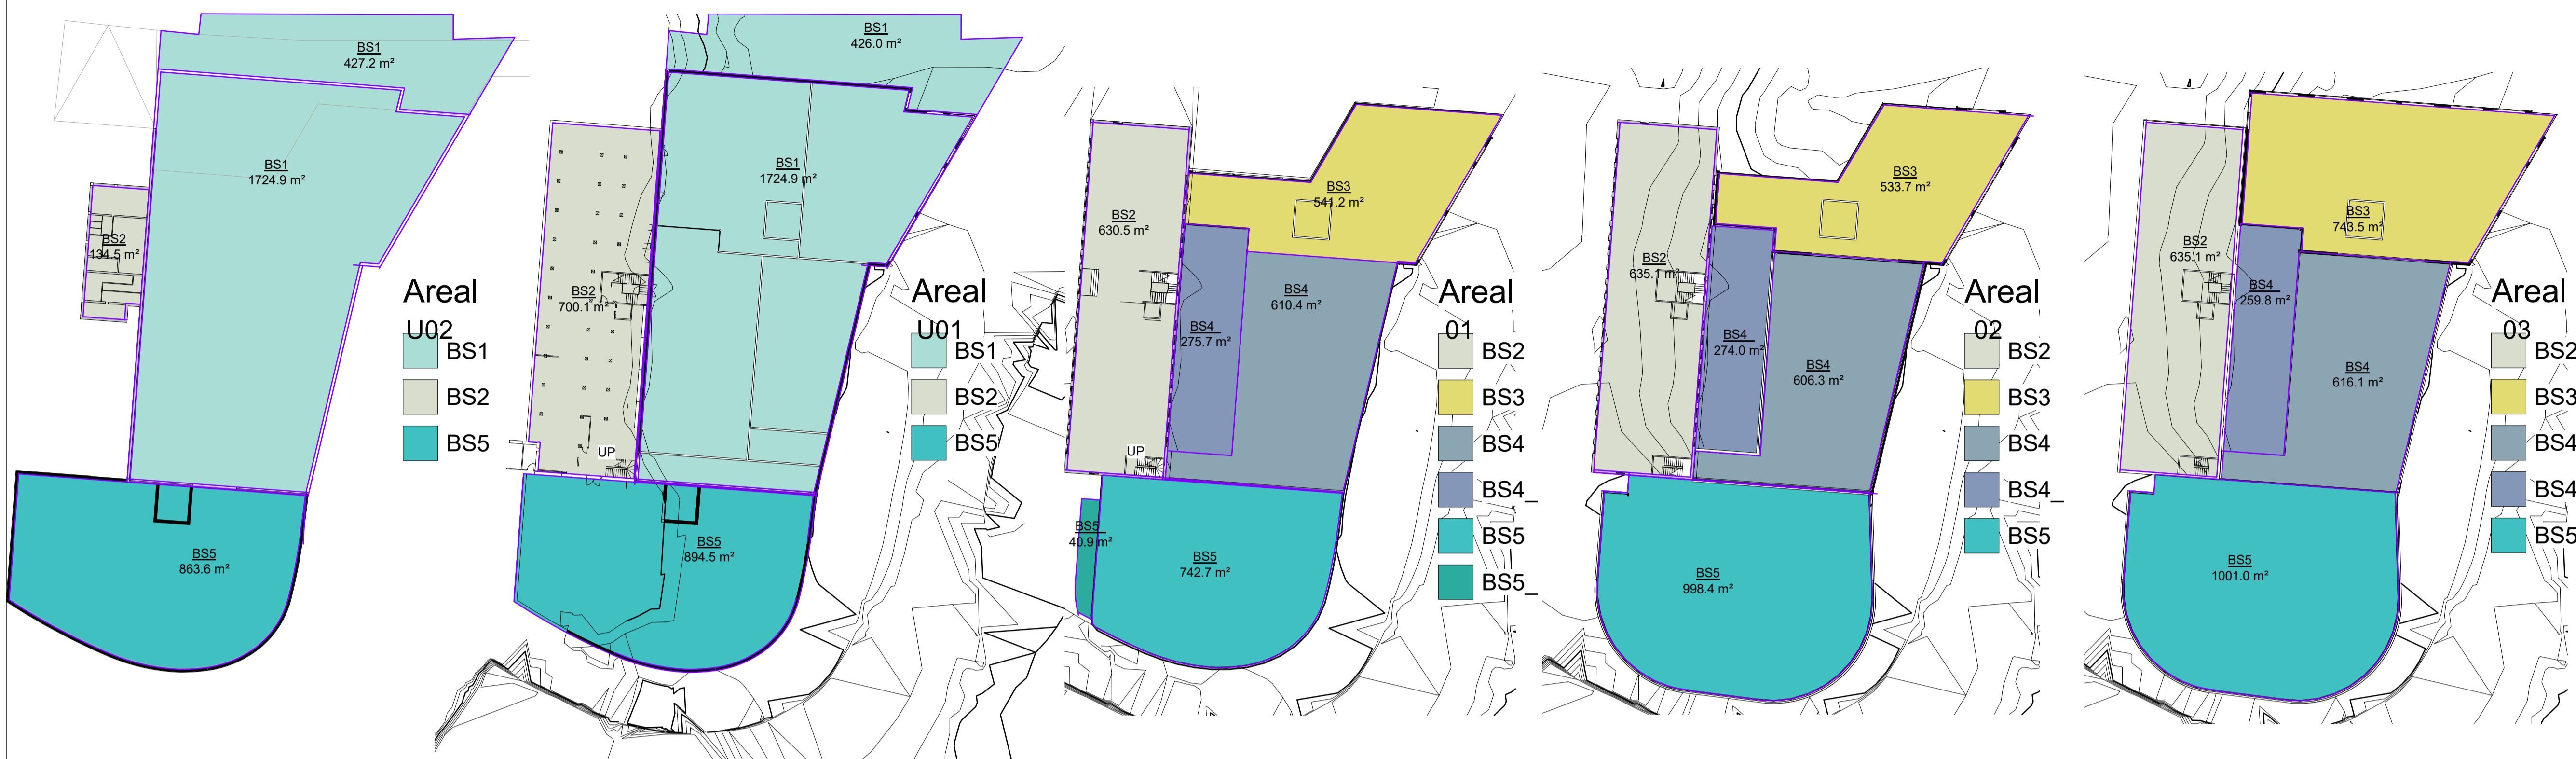 BS1
427.2 m²
BS1
1724.9 m²
BS2
134.5 m²
BS5
863.6 m²
Areal
U02
BS1
BS2
BS5
BS1
426.0 m²
BS1
1724.9 m²
BS2
700.1 m²
UP
BS5
894.5 m²
Areal
U01
BS1
BS2
BS5
BS2
630.5 m²
BS3
541.2 m²
BS4
610.4 m²
BS4_
275.7 m²
UP
BS5_
40.9 m²
BS5
742.7 m²
Areal
01
BS2
BS3
BS4
BS4_
BS5
BS5_
BS2
635.1 m²
BS3
533.7 m²
BS4_
274.0 m²
BS4
606.3 m²
BS5
998.4 m²
Areal
02
BS2
BS3
BS4
BS4_
BS5
BS2
635.1 m²
BS3
743.5 m²
BS4_
259.8 m²
BS4
616.1 m²
BS5
1001.0 m²
Areal
03
BS2
BS3
BS4
BS4
BS5